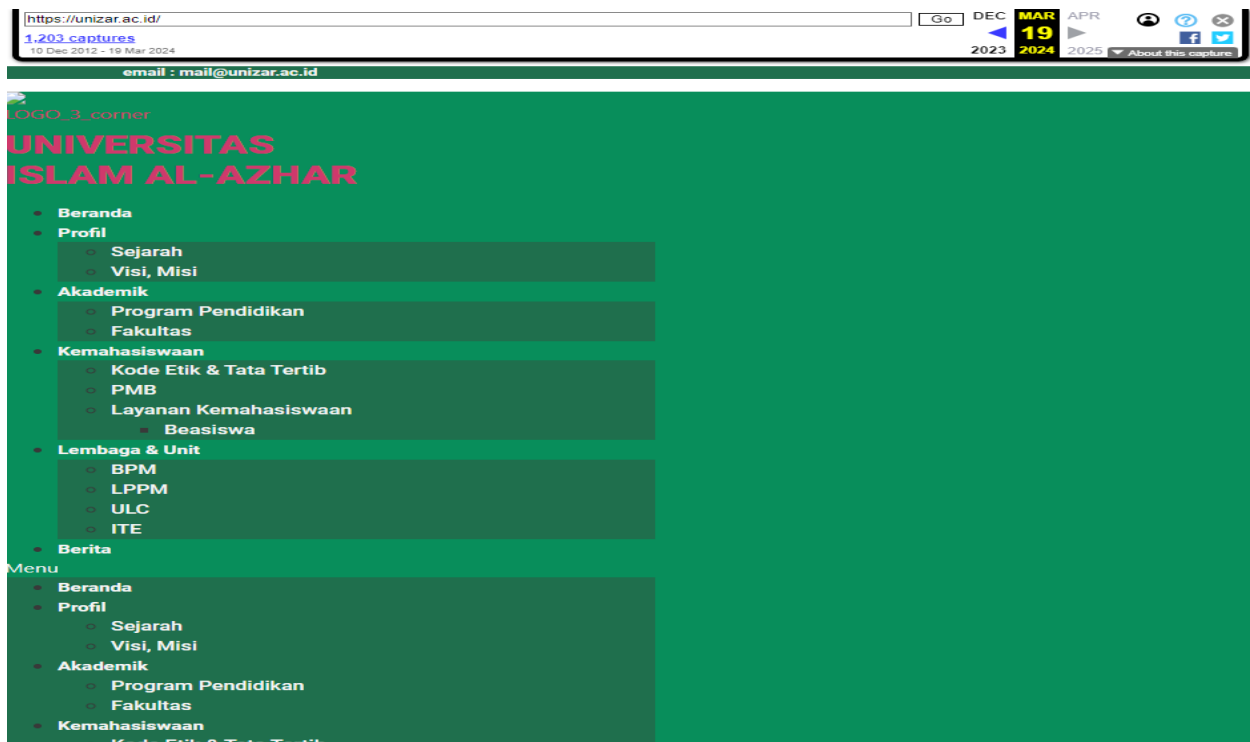 https://unizar.ac.id/
Go
DEC MAR APR
1,203 captures
19
10 Dec 2012 - 19 Mar 2024
2023 2024 2025
About this capture
email : mail@unizar.ac.id
LOGO_3_corner
UNIVERSITAS
ISLAM AL-AZHAR
Beranda
Profil
Sejarah
Visi, Misi
Akademik
Program Pendidikan
Fakultas
Kemahasiswaan
Kode Etik & Tata Tertib
PMB
Layanan Kemahasiswaan
Beasiswa
Lembaga & Unit
BPM
LPPM
ULC
ITE
Berita
Menu
Beranda
Profil
Sejarah
Visi, Misi
Akademik
Program Pendidikan
Fakultas
Kemahasiswaan